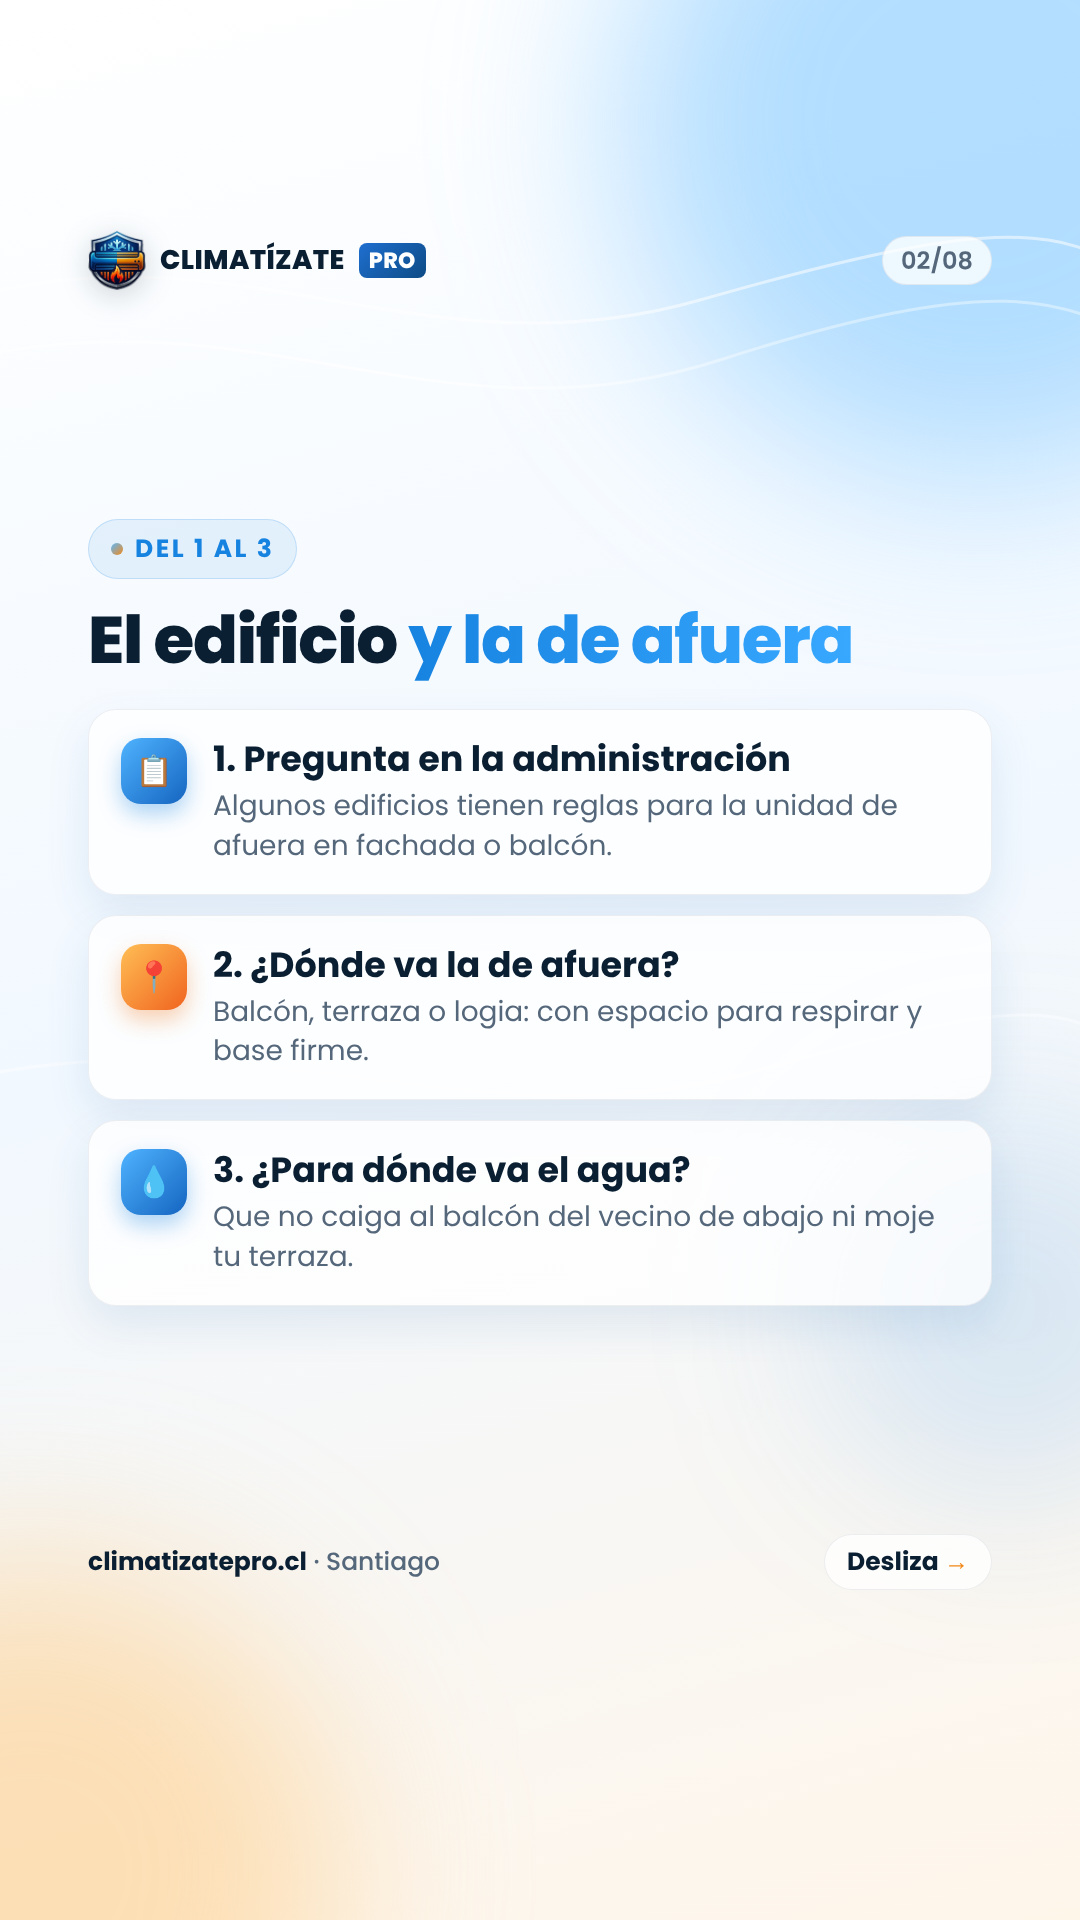 CLIMATÍZATE PRO
02/08
DEL 1 AL 3
El edificio y la de afuera
1. Pregunta en la administración
Algunos edificios tienen reglas para la unidad de
afuera en fachada o balcón.
2. ¿Dónde va la de afuera?
Balcón, terraza o logia: con espacio para respirar y
base firme.
3. ¿Para dónde va el agua?
Que no caiga al balcón del vecino de abajo ni moje
tu terraza.
climatizatepro.cl · Santiago
Desliza →